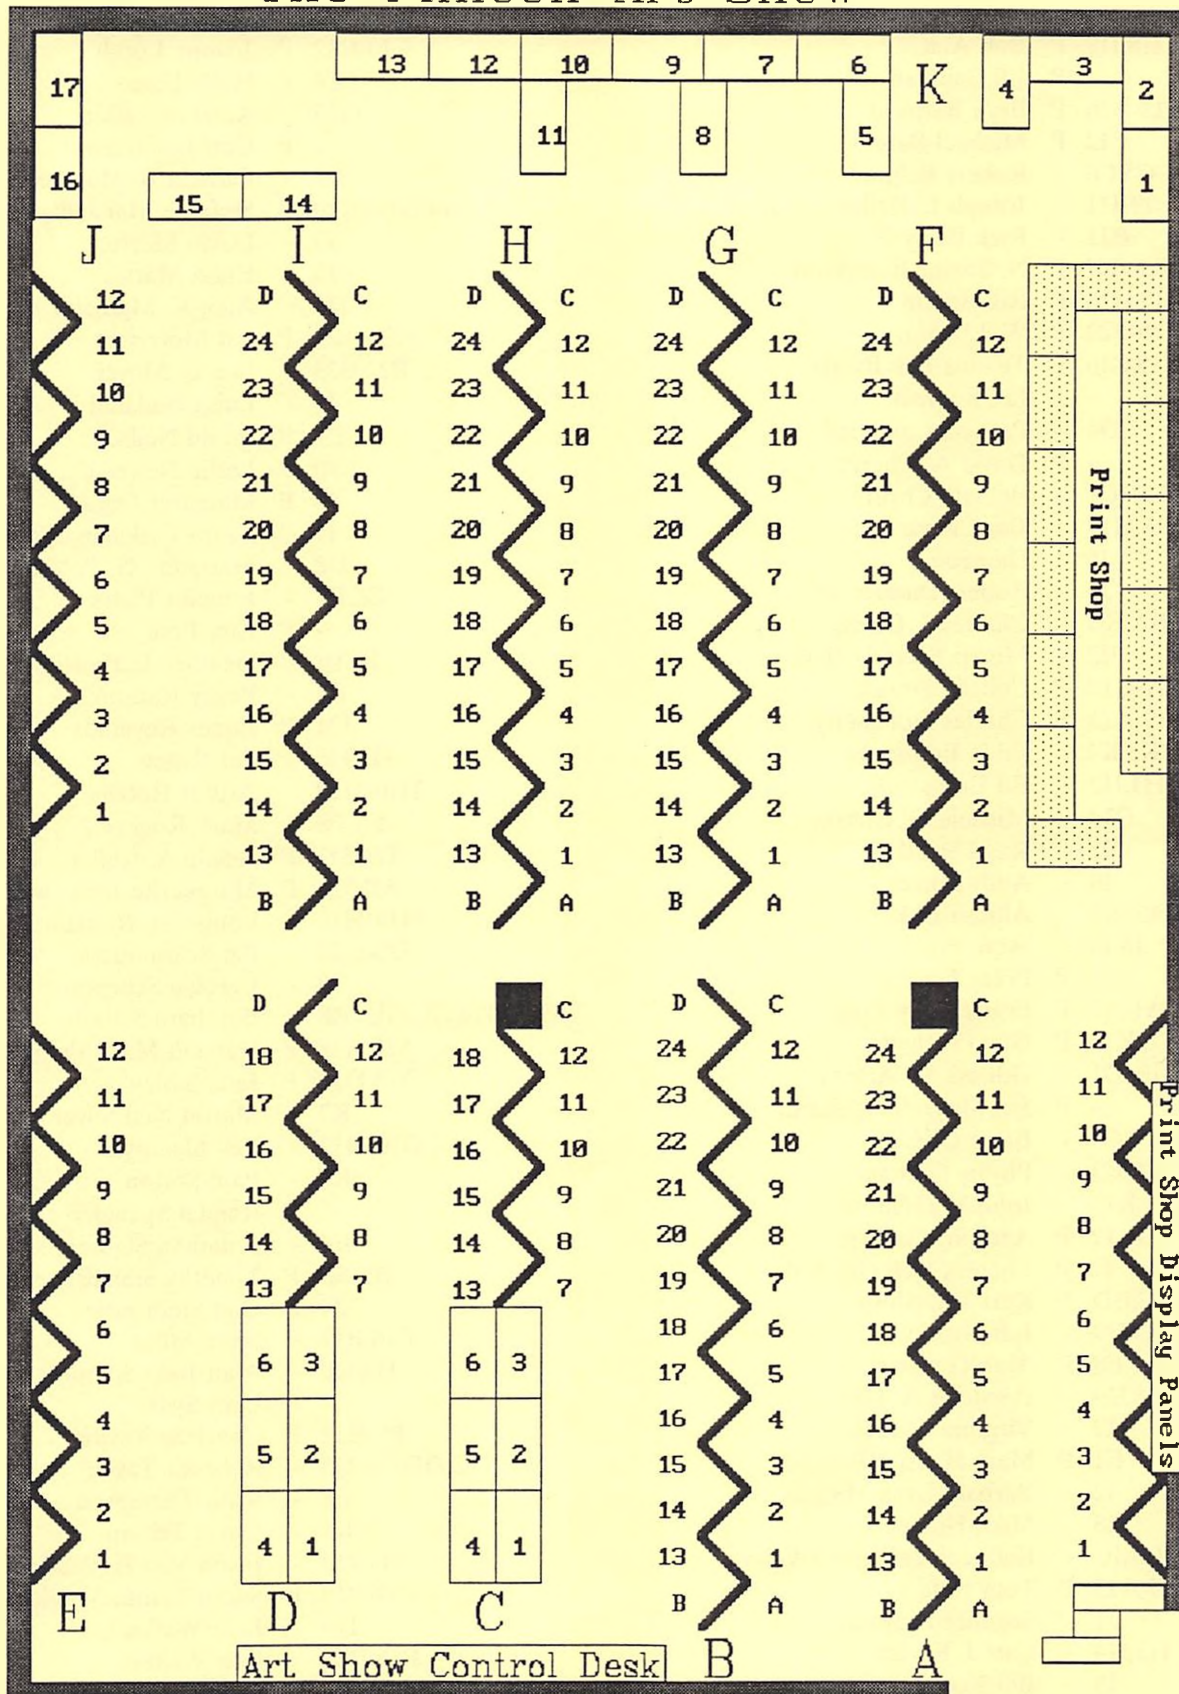 The Minicon Art Show
13 12 10 9 7 6 3
17 K 4 2
11 8 5
16 1
15 14
J I H G F
12 D C D C D C D C
11 24 12 24 12 24 12 24 12
10 23 11 23 11 23 11 23 11
9 22 10 22 10 22 10 22 10
8 21 9 21 9 21 9 21 9
7 20 8 20 8 20 8 20 8
6 19 7 19 7 19 7 19 7
5 18 6 18 6 18 6 18 6
4 17 5 17 5 17 5 17 5
3 16 4 16 4 16 4 16 4
2 15 3 15 3 15 3 15 3
1 14 2 14 2 14 2 14 2
13 1 13 1 13 1 13 1
B A B A B A B A
Print Shop
D C C D C C
12 18 12 18 12 24 12 24 12 12
11 17 11 17 11 23 11 23 11 11
10 16 10 16 10 22 10 22 10 10
9 15 9 15 9 21 9 21 9 9
8 14 8 14 8 20 8 20 8 8
7 13 7 13 7 19 7 19 7 7
6 18 6 18 6 6
5 6 3 6 3 17 5 17 5 5
4 16 4 16 4 4
3 5 2 5 2 15 3 15 3 3
2 14 2 14 2 2
1 4 1 4 1 13 1 13 1 1
Print Shop Display Panels
E D C B A B A
Art Show Control Desk B A